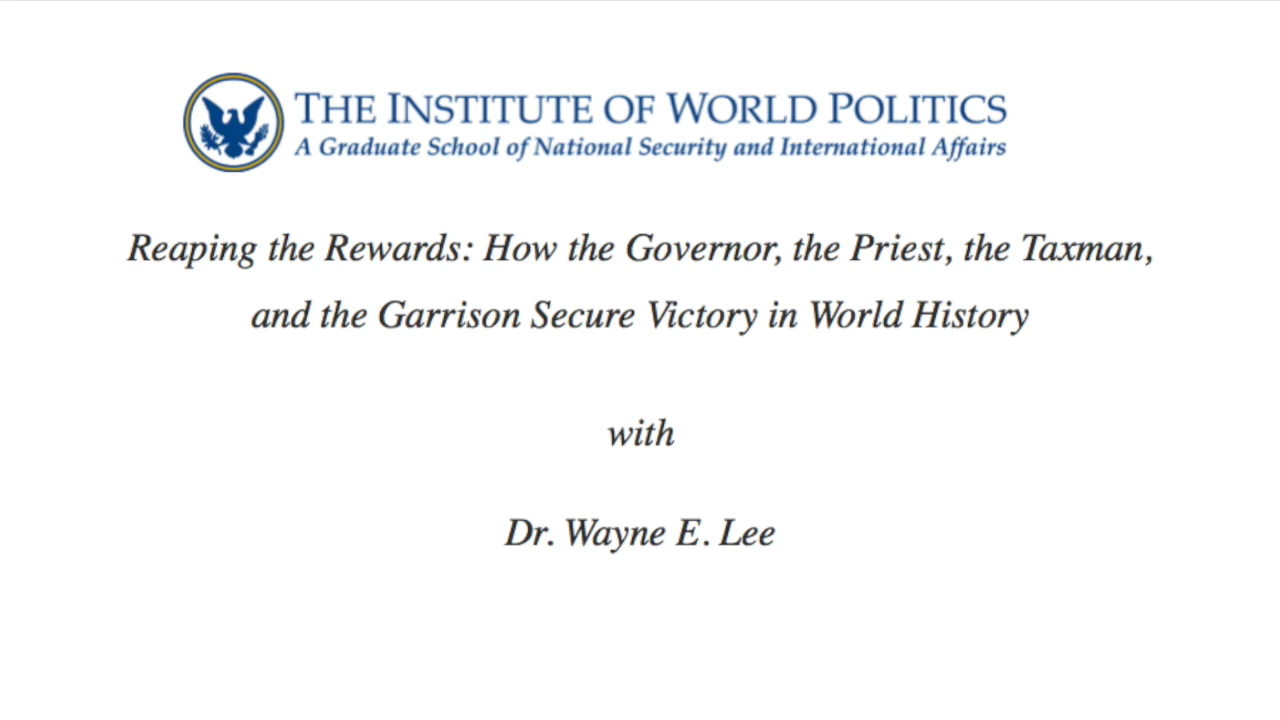 THE INSTITUTE OF WORLD POLITICS
A Graduate School of National Security and International Affairs
Reaping the Rewards: How the Governor, the Priest, the Taxman,
and the Garrison Secure Victory in World History
with
Dr. Wayne E. Lee